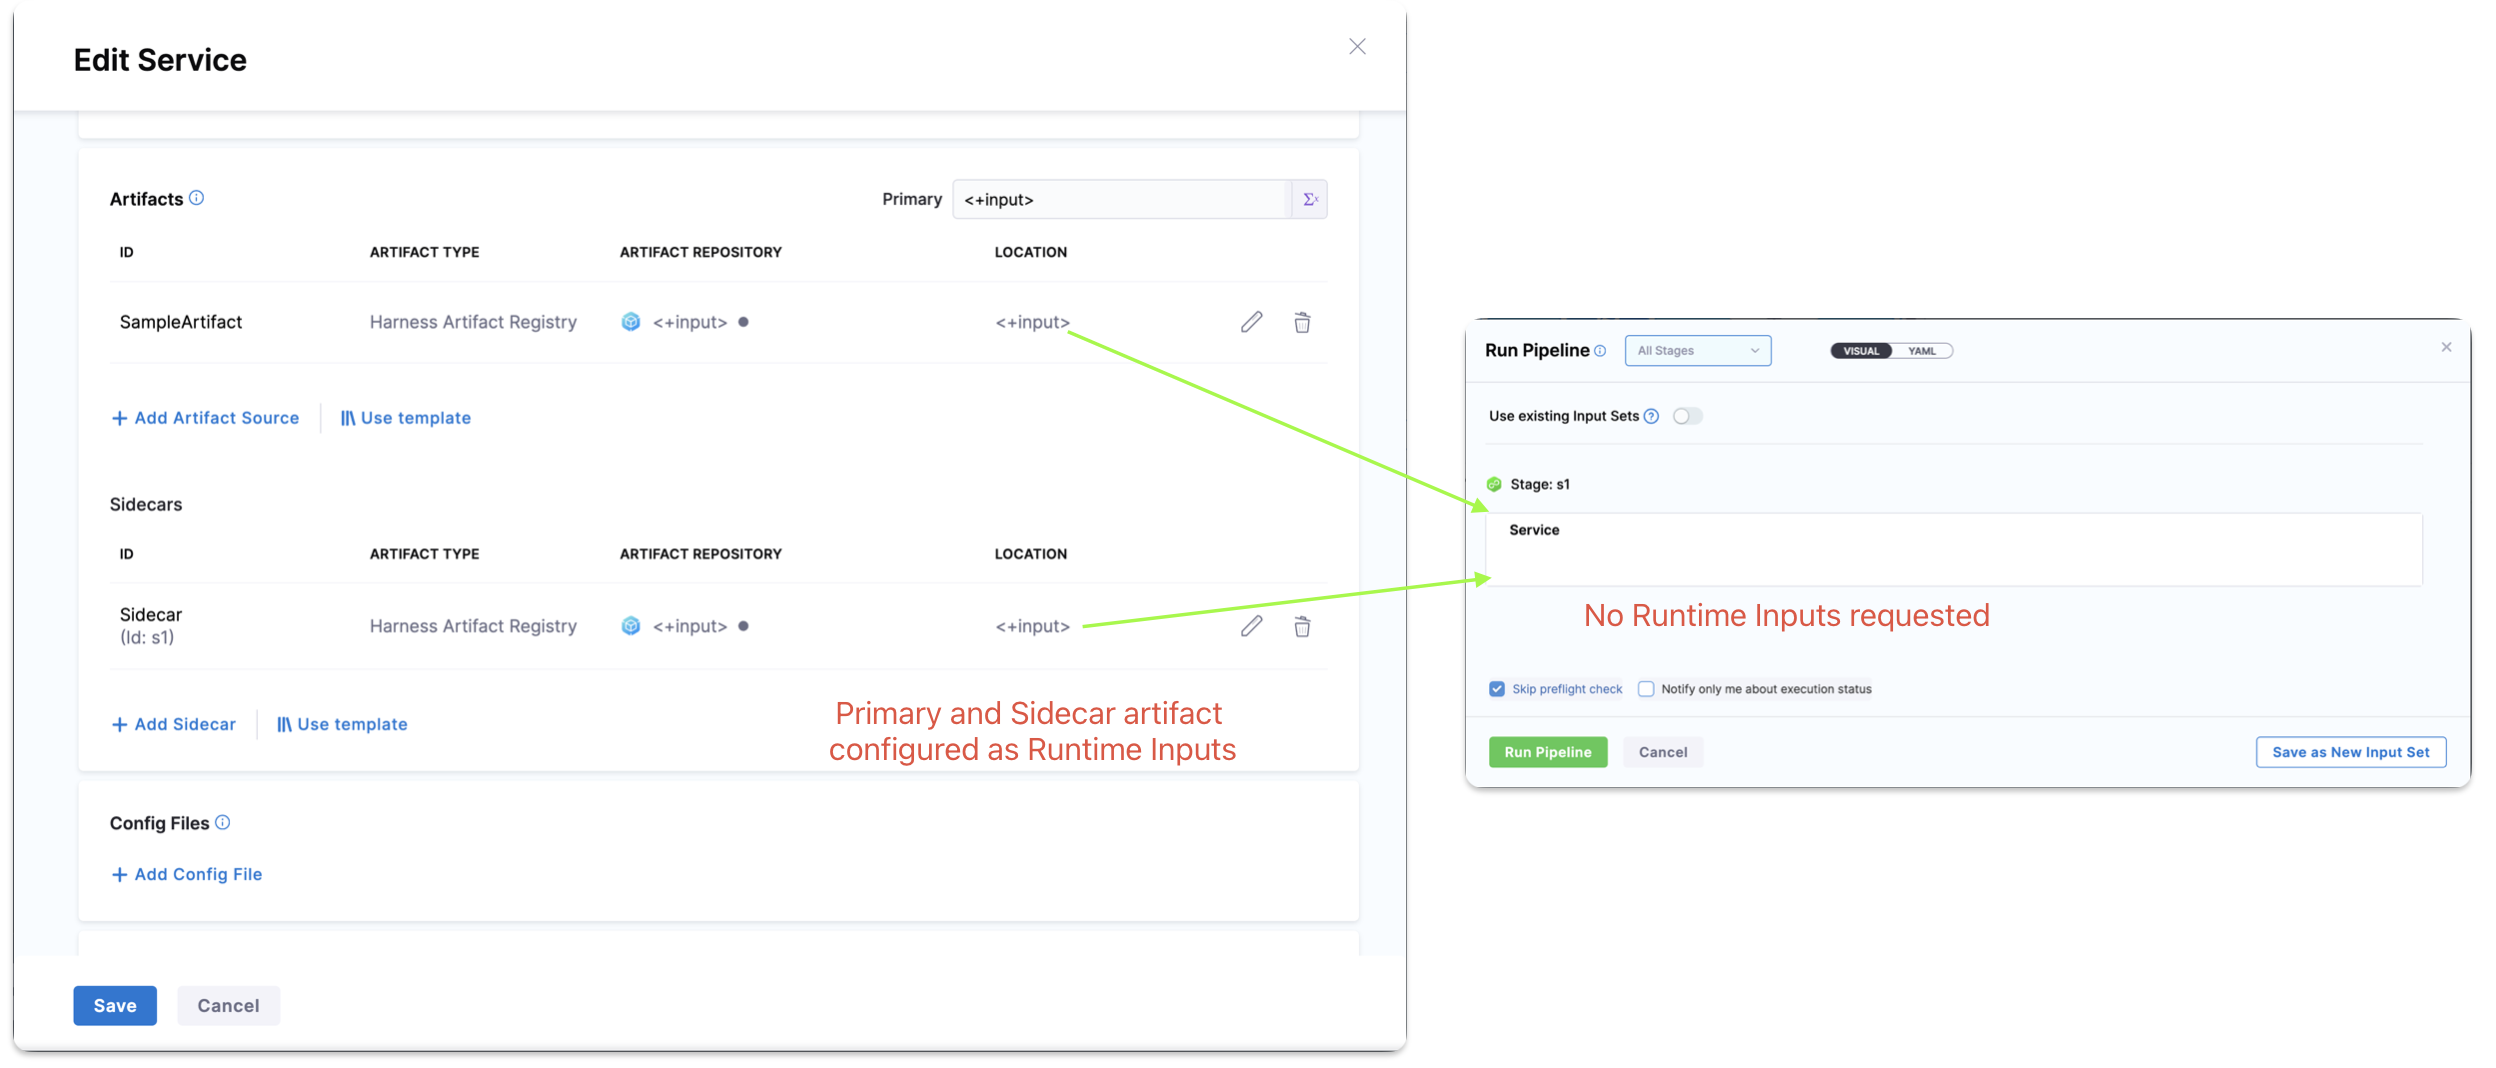 Edit Service
Artifacts
Primary <+input> Σx
ID ARTIFACT TYPE ARTIFACT REPOSITORY LOCATION
SampleArtifact Harness Artifact Registry <+input> <+input>
+ Add Artifact Source Use template
Sidecars
ID ARTIFACT TYPE ARTIFACT REPOSITORY LOCATION
Sidecar
(Id: s1) Harness Artifact Registry <+input> <+input>
+ Add Sidecar Use template
Primary and Sidecar artifact
configured as Runtime Inputs
Config Files
+ Add Config File
Save Cancel
Run Pipeline All Stages VISUAL YAML
Use existing Input Sets
Stage: s1
Service
No Runtime Inputs requested
Skip preflight check Notify only me about execution status
Run Pipeline Cancel Save as New Input Set